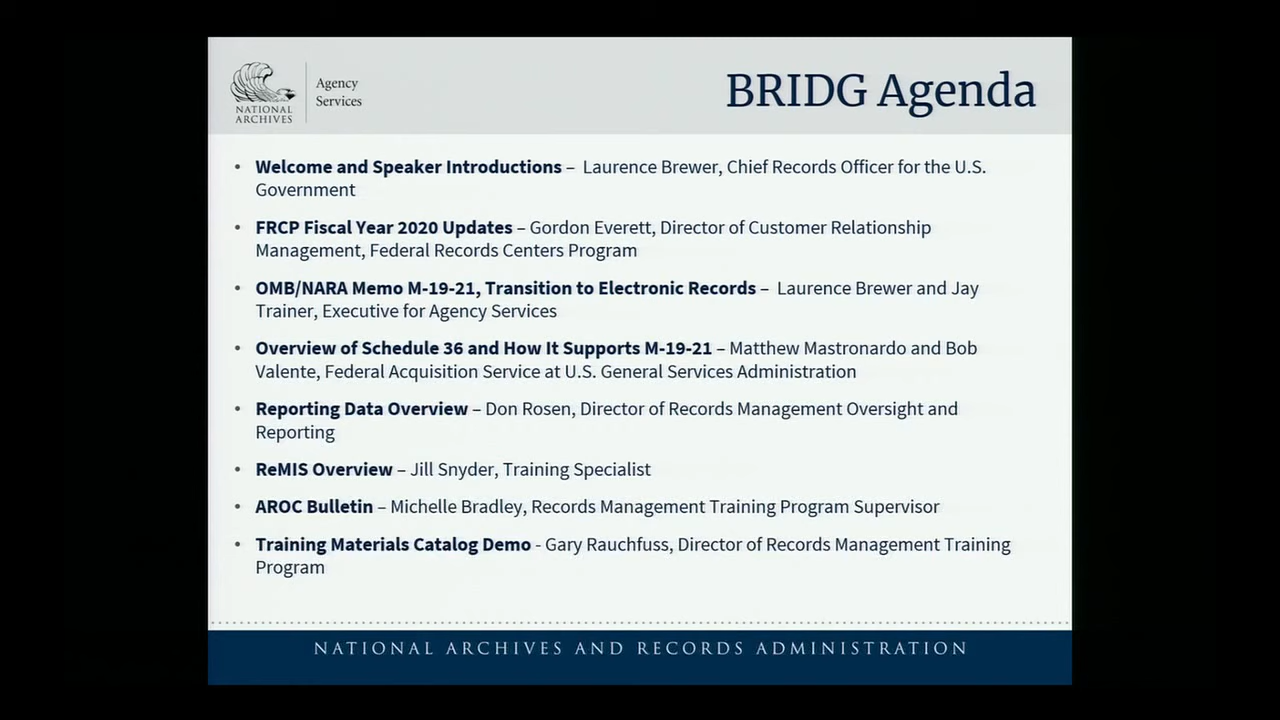 NATIONAL
ARCHIVES
Agency
Services
BRIDG Agenda
• Welcome and Speaker Introductions – Laurence Brewer, Chief Records Officer for the U.S.
Government
• FRCP Fiscal Year 2020 Updates – Gordon Everett, Director of Customer Relationship
Management, Federal Records Centers Program
• OMB/NARA Memo M-19-21, Transition to Electronic Records – Laurence Brewer and Jay
Trainer, Executive for Agency Services
• Overview of Schedule 36 and How It Supports M-19-21 – Matthew Mastronardo and Bob
Valente, Federal Acquisition Service at U.S. General Services Administration
• Reporting Data Overview – Don Rosen, Director of Records Management Oversight and
Reporting
• ReMIS Overview – Jill Snyder, Training Specialist
• AROC Bulletin – Michelle Bradley, Records Management Training Program Supervisor
• Training Materials Catalog Demo - Gary Rauchfuss, Director of Records Management Training
Program
NATIONAL ARCHIVES AND RECORDS ADMINISTRATION